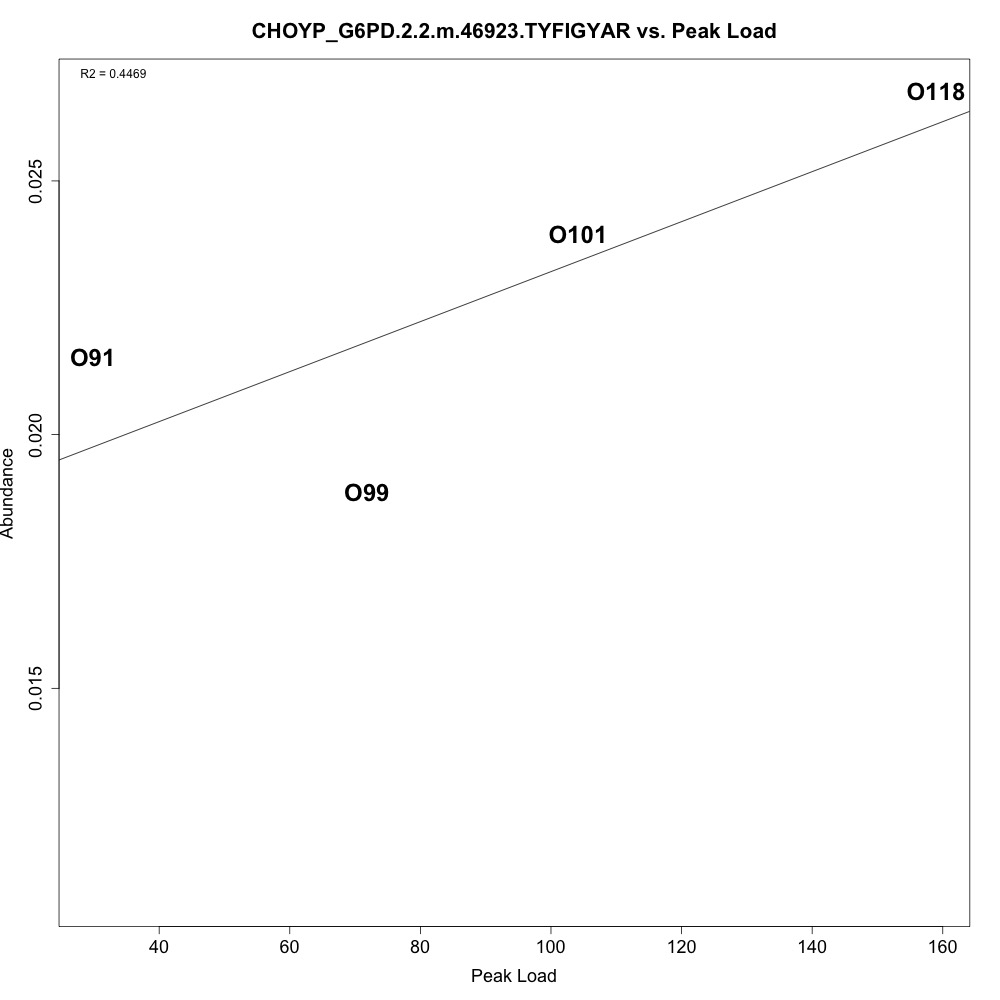 CHOYP_G6PD.2.2.m.46923.TYFIGYAR vs. Peak Load
R2 = 0.4469
O118
0.025
O101
O91
0.020
Abundance
O99
0.015
40 60 80 100 120 140 160
Peak Load